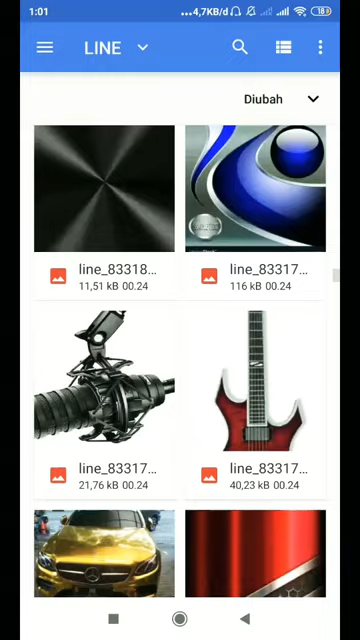 1:01 ...4,7KB/d 18
LINE
Diubah
line_83318...
11,51 kB 00.24
line_83317...
116 kB 00.24
line_83317...
21,76 kB 00.24
line_83317...
40,23 kB 00.24